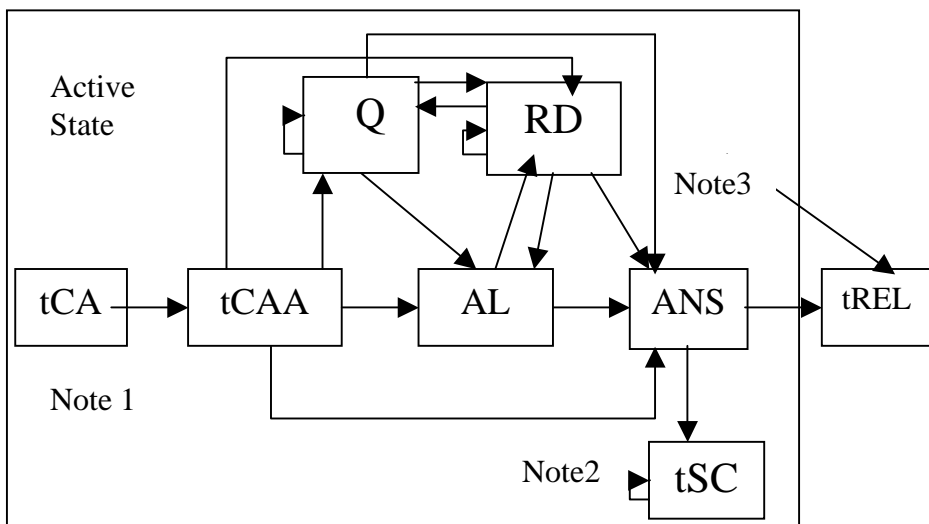 Active
State
Q
RD
Note3
tCA
tCAA
AL
ANS
tREL
Note 1
Note2
tSC